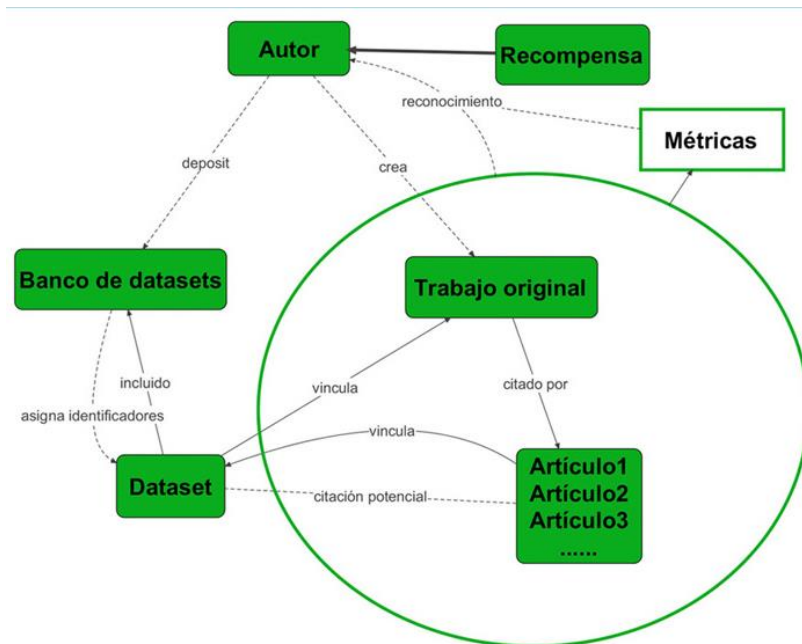 Autor
Recompensa
reconocimiento
Métricas
deposit
crea
Banco de datasets
Trabajo original
incluido
vincula
citado por
asigna identificadores
vincula
Dataset
citación potencial
Artículo1
Artículo2
Artículo3
......